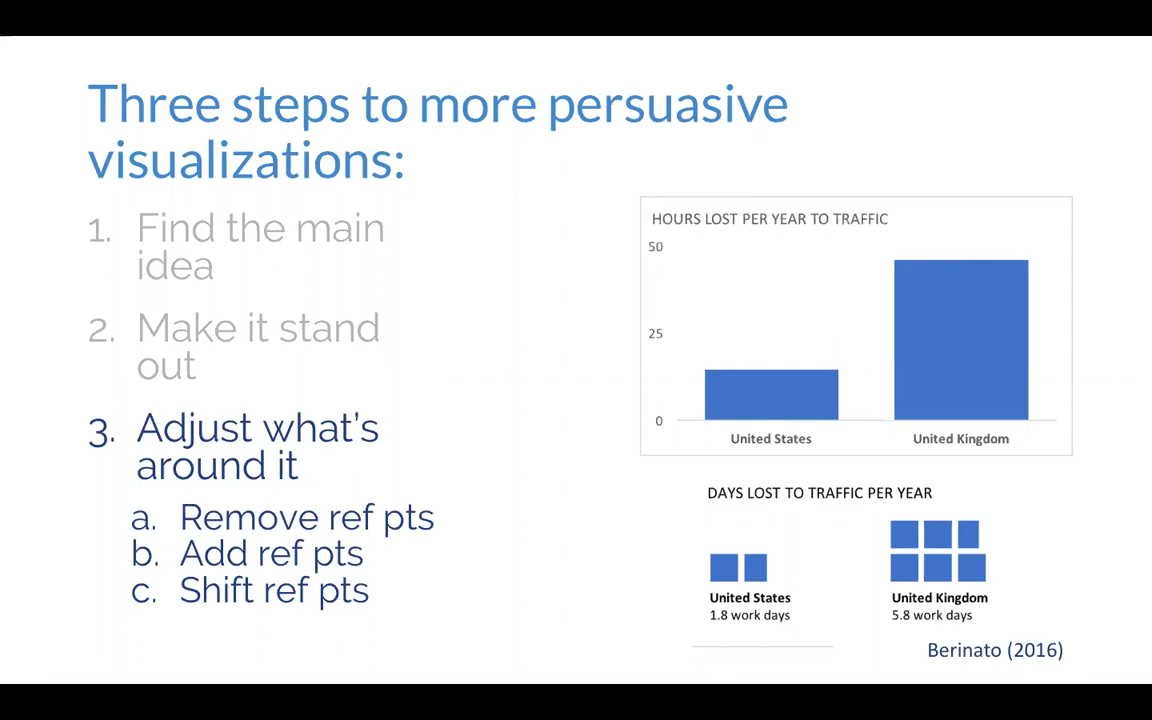 Three steps to more persuasive
visualizations:
1. Find the main
idea
2. Make it stand
out
3. Adjust what's
around it
a. Remove ref pts
b. Add ref pts
c. Shift ref pts
HOURS LOST PER YEAR TO TRAFFIC
50
25
0
United States United Kingdom
DAYS LOST TO TRAFFIC PER YEAR
United States United Kingdom
1.8 work days 5.8 work days
Berinato (2016)